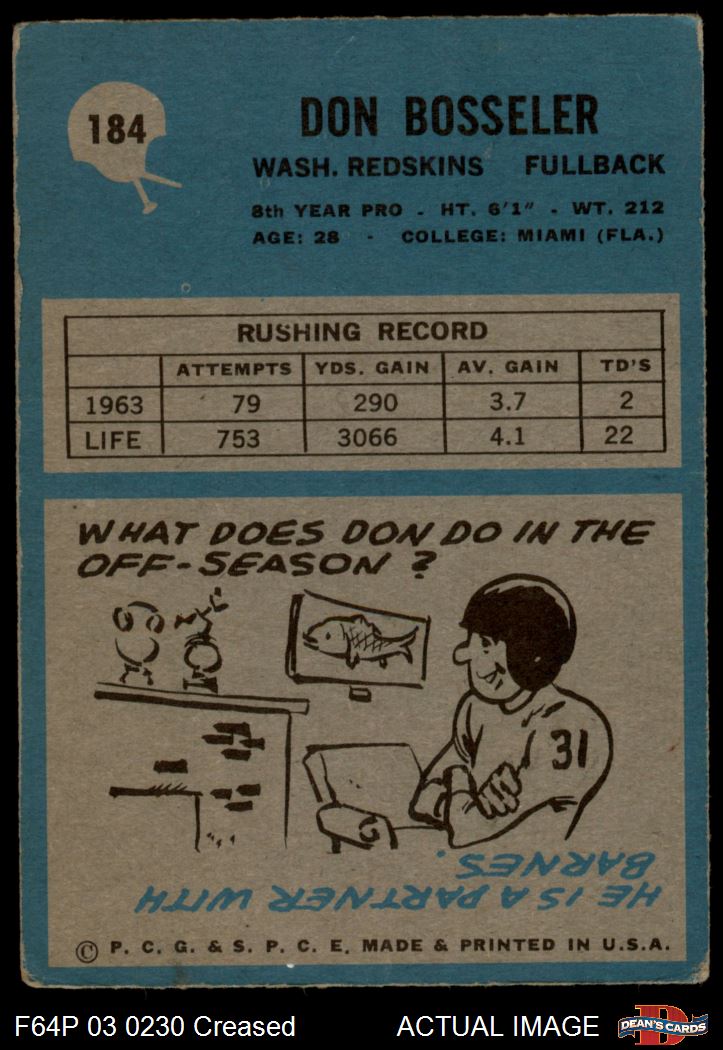 184
DON BOSSELER
WASH. REDSKINS FULLBACK
8th YEAR PRO - HT. 6'1" - WT. 212
AGE: 28 - COLLEGE: MIAMI (FLA.)
RUSHING RECORD
ATTEMPTS YDS. GAIN AV. GAIN TD'S
1963 79 290 3.7 2
LIFE 753 3066 4.1 22
WHAT DOES DON DO IN THE
OFF-SEASON?
31
HE IS A PARTNER WITH
BARNES.
© P. C. G. & S. P. C. E. MADE & PRINTED IN U.S.A.
F64P 03 0230 Creased ACTUAL IMAGE
D
DEAN'S CARDS